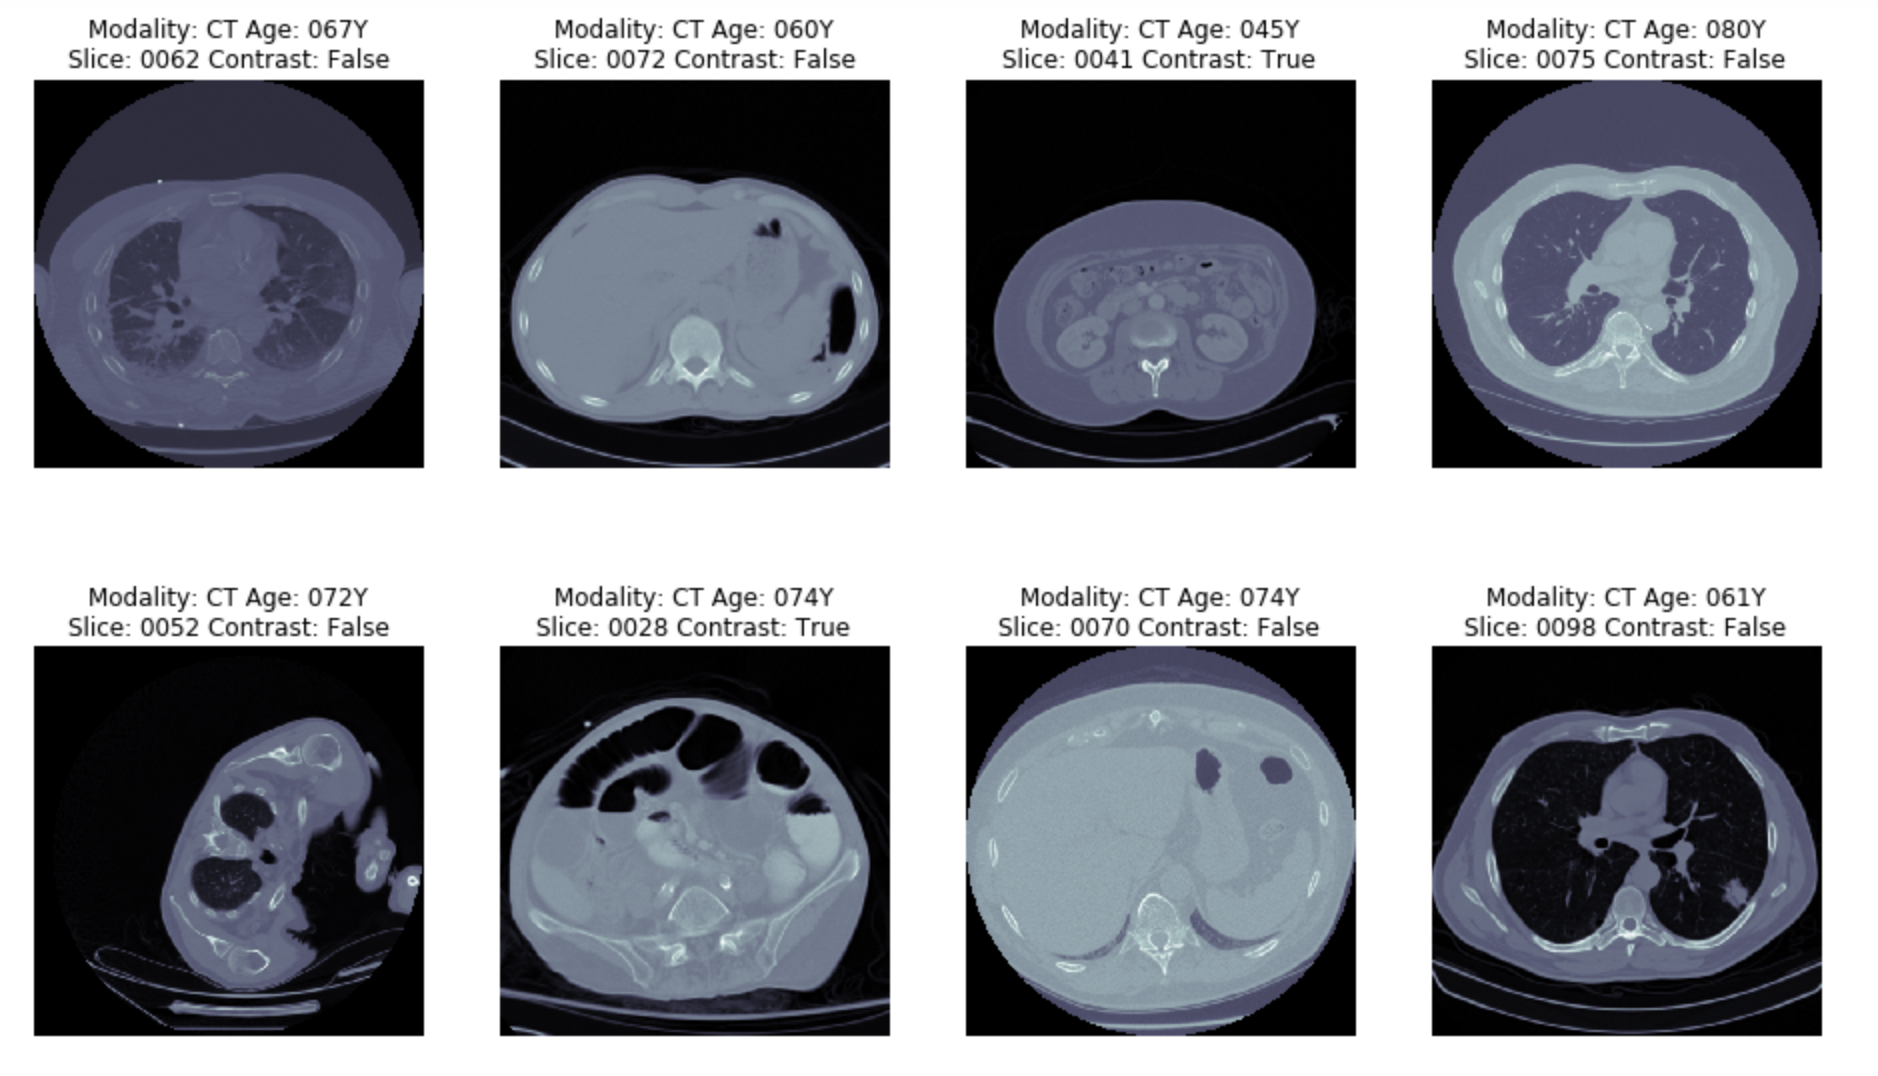 Modality: CT Age: 067Y
Slice: 0062 Contrast: False
Modality: CT Age: 060Y
Slice: 0072 Contrast: False
Modality: CT Age: 045Y
Slice: 0041 Contrast: True
Modality: CT Age: 080Y
Slice: 0075 Contrast: False
Modality: CT Age: 072Y
Slice: 0052 Contrast: False
Modality: CT Age: 074Y
Slice: 0028 Contrast: True
Modality: CT Age: 074Y
Slice: 0070 Contrast: False
Modality: CT Age: 061Y
Slice: 0098 Contrast: False